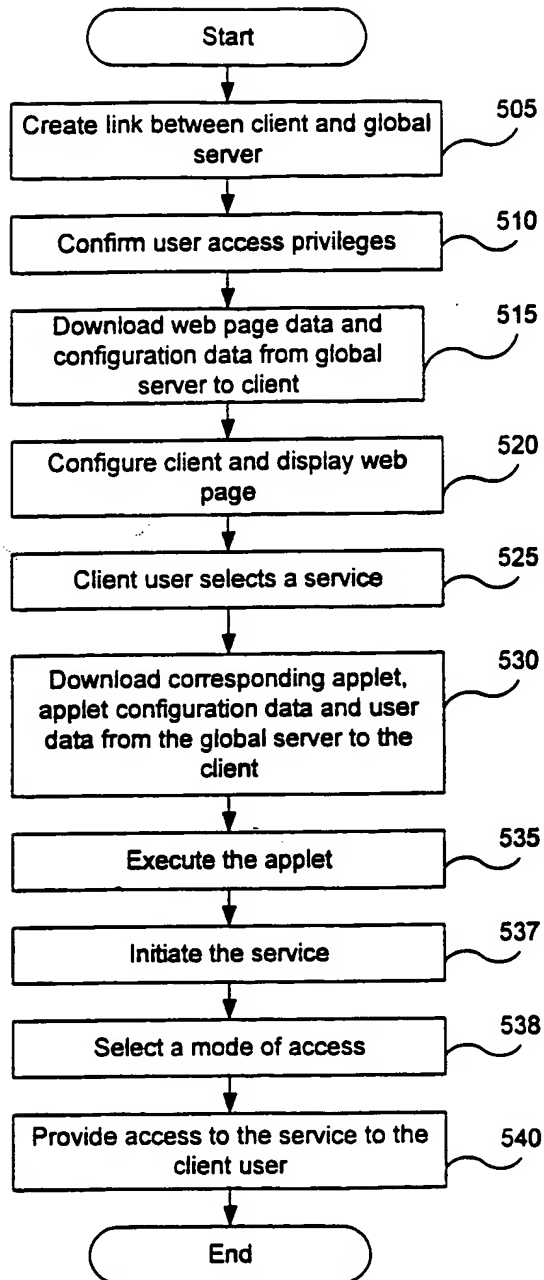 Start
Create link between client and global
server
505
Confirm user access privileges
510
Download web page data and
configuration data from global
server to client
515
Configure client and display web
page
520
Client user selects a service
525
Download corresponding applet,
applet configuration data and user
data from the global server to the
client
530
Execute the applet
535
Initiate the service
537
Select a mode of access
538
Provide access to the service to the
client user
540
End